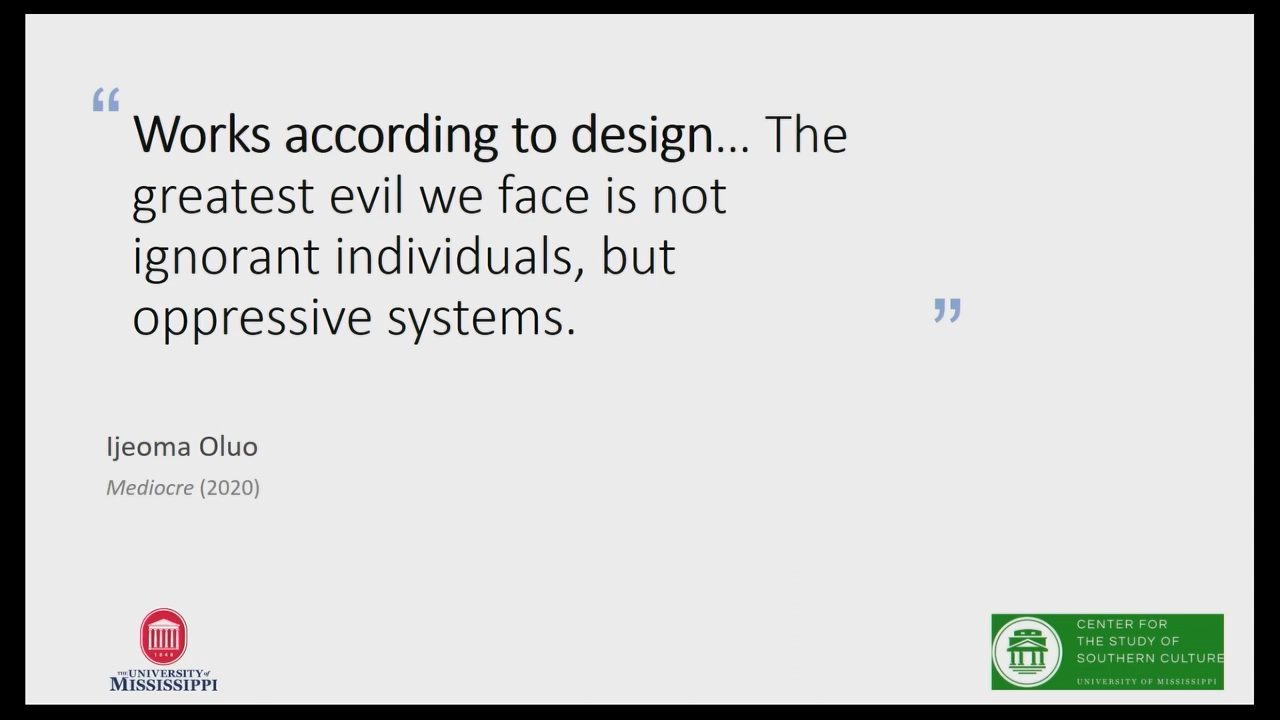 “Works according to design... The
greatest evil we face is not
ignorant individuals, but
oppressive systems. ”
Ijeoma Oluo
Mediocre (2020)
1848
THE UNIVERSITY of
MISSISSIPPI
CENTER FOR
THE STUDY OF
SOUTHERN CULTURE
UNIVERSITY OF MISSISSIPPI